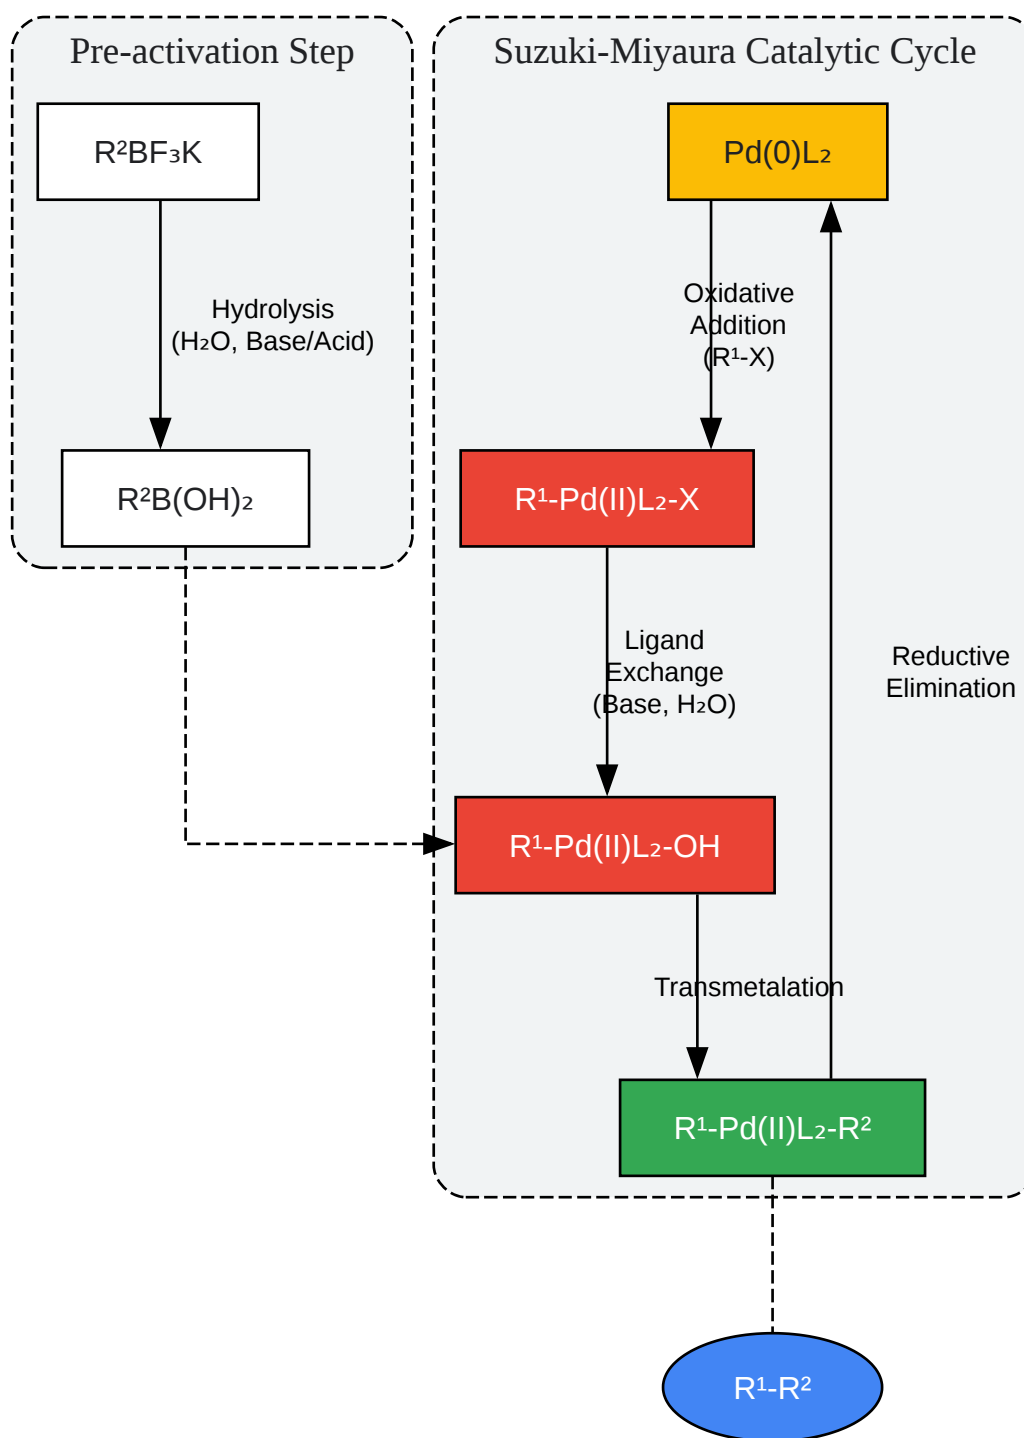 Pre-activation Step
R²BF₃K
Hydrolysis
(H₂O, Base/Acid)
R²B(OH)₂
Suzuki-Miyaura Catalytic Cycle
Pd(0)L₂
Oxidative
Addition
(R¹-X)
R¹-Pd(II)L₂-X
Ligand
Exchange
(Base, H₂O)
Reductive
Elimination
R¹-Pd(II)L₂-OH
Transmetalation
R¹-Pd(II)L₂-R²
R¹-R²